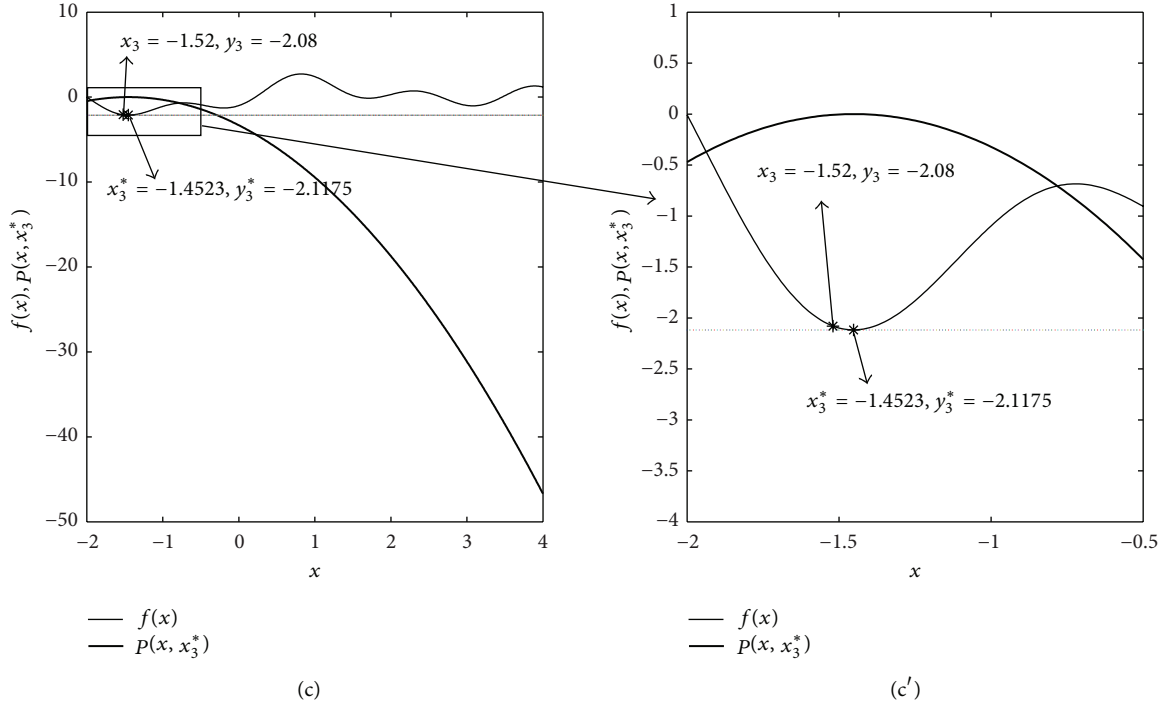 10
0
−10
−20
−30
−40
−50
−2
−1
0
1
2
3
4
x
f(x), P(x, x₃*)
x₃ = −1.52, y₃ = −2.08
x₃* = −1.4523, y₃* = −2.1175
f(x)
P(x, x₃*)
(c)
1
0.5
0
−0.5
−1
−1.5
−2
−2.5
−3
−3.5
−4
−2
−1.5
−1
−0.5
x
f(x), P(x, x₃*)
x₃ = −1.52, y₃ = −2.08
x₃* = −1.4523, y₃* = −2.1175
f(x)
P(x, x₃*)
(c′)